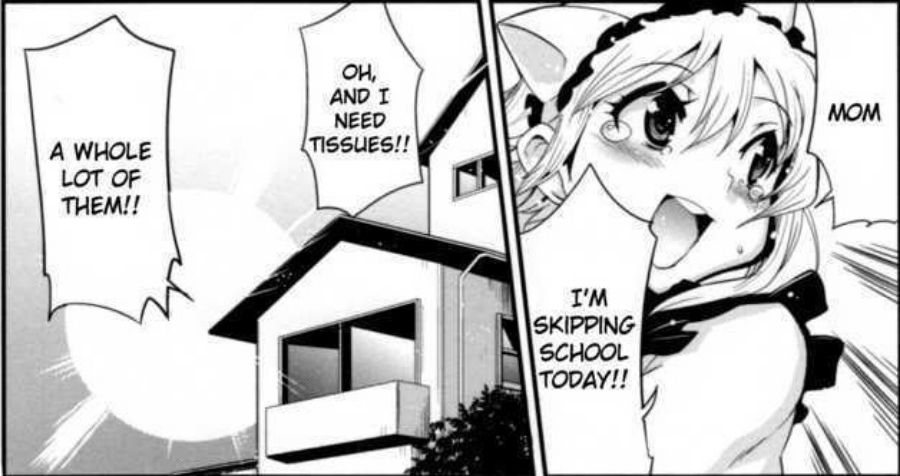 MOM
I'M
SKIPPING
SCHOOL
TODAY!!
OH,
AND I
NEED
TISSUES!!
A WHOLE
LOT OF
THEM!!